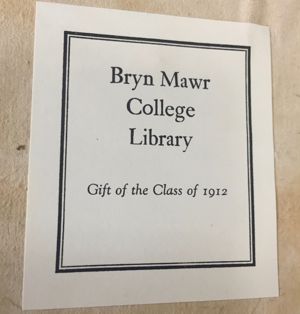 Bryn Mawr
College
Library
Gift of the Class of 1912